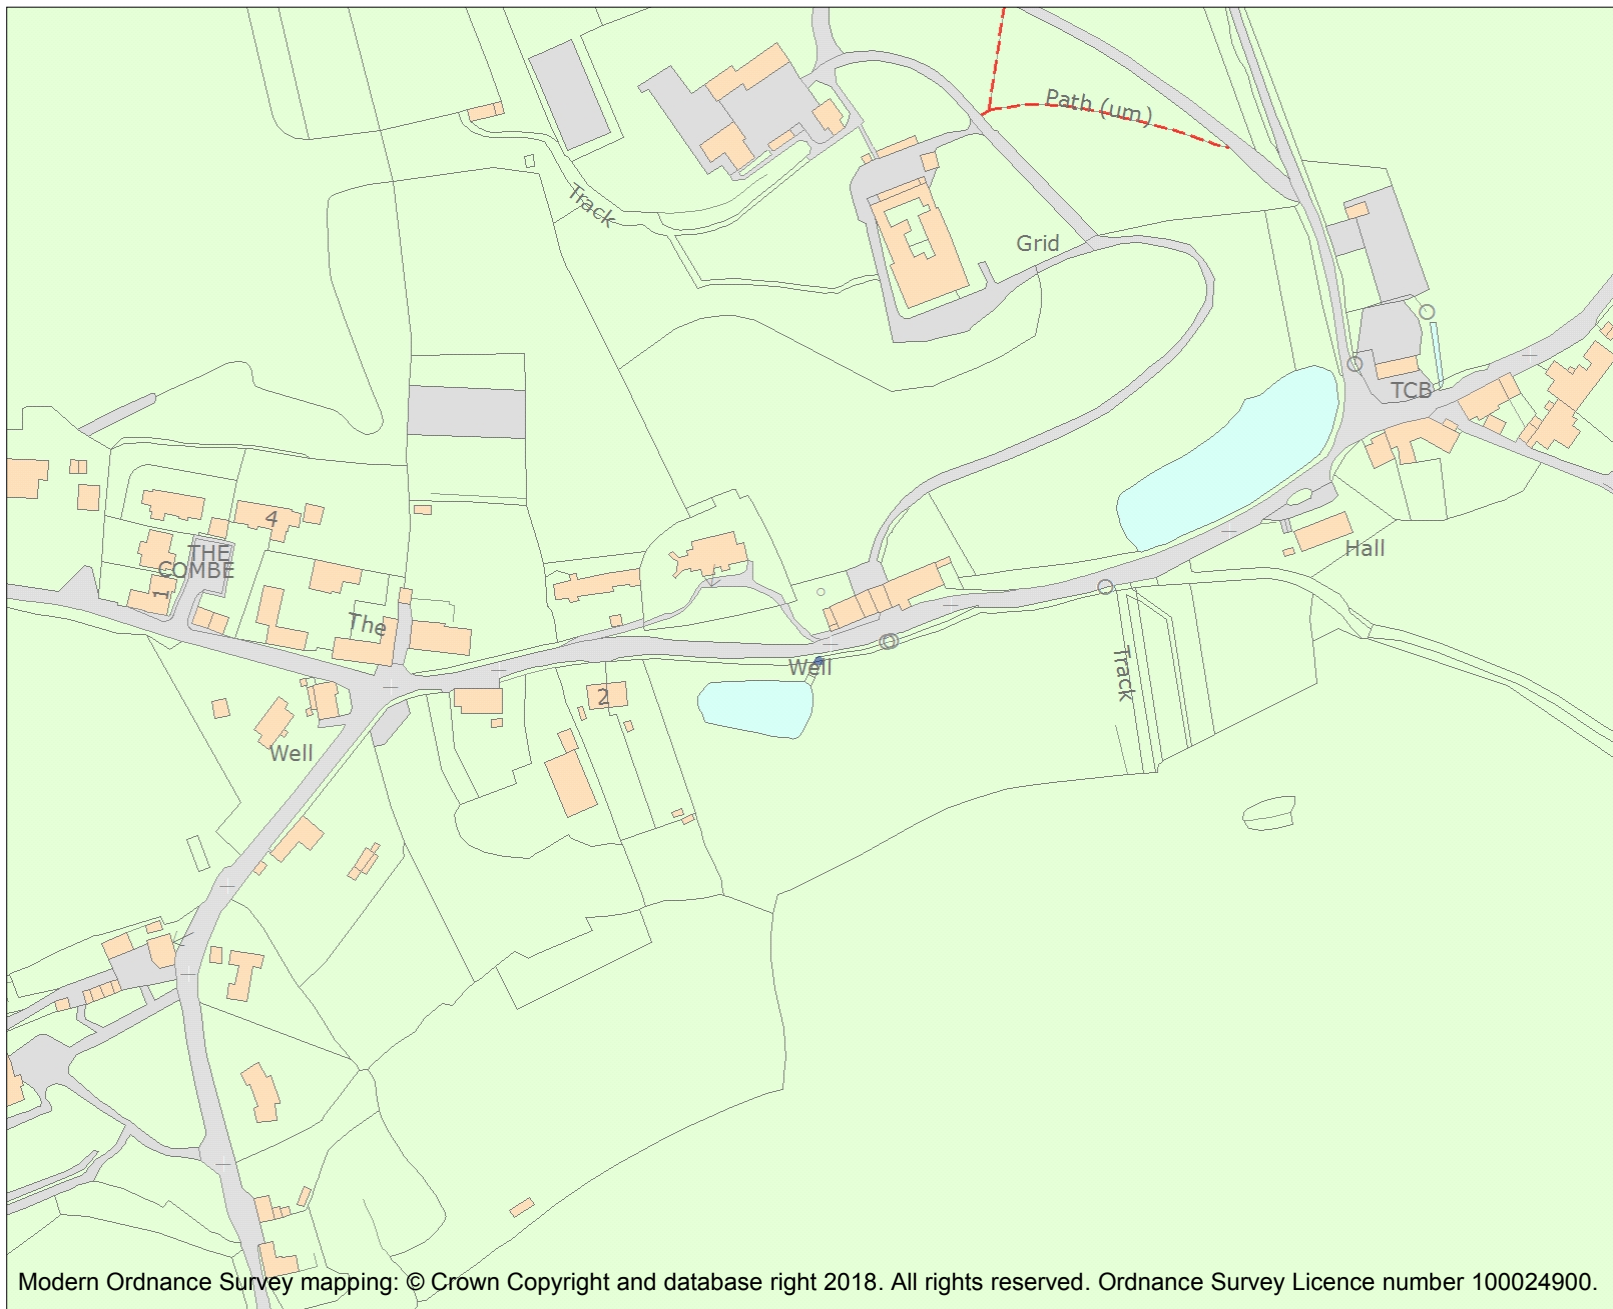 Path (um)
Track
Grid
TCB
4
THE
COMBE
1
Hall
The
Well
Track
2
Well
Modern Ordnance Survey mapping: © Crown Copyright and database right 2018. All rights reserved. Ordnance Survey Licence number 100024900.